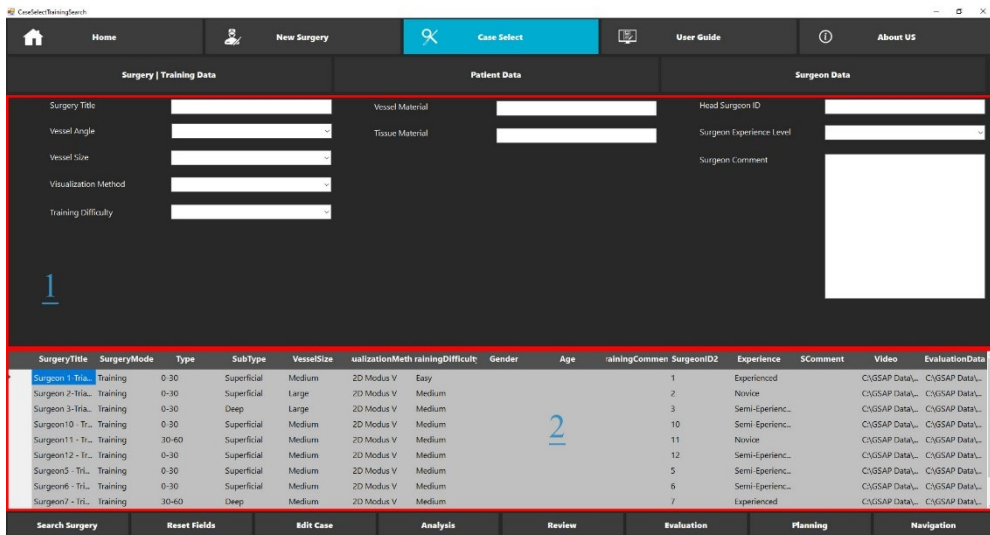 CaseSelectTrainingSearch
Home New Surgery Case Select User Guide About US
Surgery | Training Data Patient Data Surgeon Data
Surgery Title Vessel Material Head Surgeon ID
Vessel Angle Tissue Material Surgeon Experience Level
Vessel Size Surgeon Comment
Visualization Method
Training Difficulty
1
SurgeryTitle SurgeryMode Type SubType VesselSize ualizationMeth rainingDifficulty Gender Age rainingCommen SurgeonID2 Experience SComment Video EvaluationData
Surgeon 1-Tria... Training 0-30 Superficial Medium 2D Modus V Easy 1 Experienced C:\GSAP Data\... C:\GSAP Data\...
Surgeon 2-Tria... Training 0-30 Superficial Large 2D Modus V Medium 2 Novice C:\GSAP Data\... C:\GSAP Data\...
Surgeon 3-Tria... Training 0-30 Deep Large 2D Modus V Medium 3 Semi-Eperienc... C:\GSAP Data\... C:\GSAP Data\...
Surgeon10 - Tr... Training 0-30 Superficial Medium 2D Modus V Medium 10 Semi-Eperienc... C:\GSAP Data\... C:\GSAP Data\...
Surgeon11 - Tr... Training 30-60 Superficial Medium 2D Modus V Medium 11 Novice C:\GSAP Data\... C:\GSAP Data\...
Surgeon12 - Tr... Training 0-30 Superficial Medium 2D Modus V Medium 12 Semi-Eperienc... C:\GSAP Data\... C:\GSAP Data\...
Surgeon5 - Tri... Training 0-30 Superficial Medium 2D Modus V Medium 5 Semi-Eperienc... C:\GSAP Data\... C:\GSAP Data\...
Surgeon6 - Tri... Training 0-30 Superficial Medium 2D Modus V Medium 6 Semi-Eperienc... C:\GSAP Data\... C:\GSAP Data\...
Surgeon7 - Tri... Training 30-60 Deep Medium 2D Modus V Medium 7 Experienced C:\GSAP Data\... C:\GSAP Data\...
2
Search Surgery Reset Fields Edit Case Analysis Review Evaluation Planning Navigation